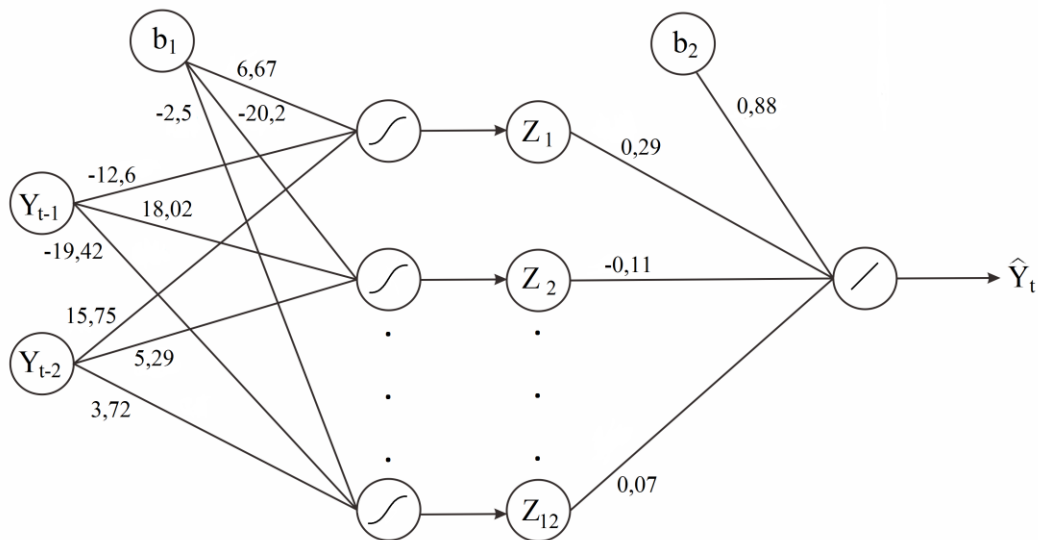 b₁
b₂
6,67
-2,5
-20,2
0,88
Z₁
0,29
-12,6
Yₜ₋₁
18,02
-19,42
-0,11
Z₂
Ŷₜ
15,75
Yₜ₋₂
5,29
3,72
0,07
Z₁₂